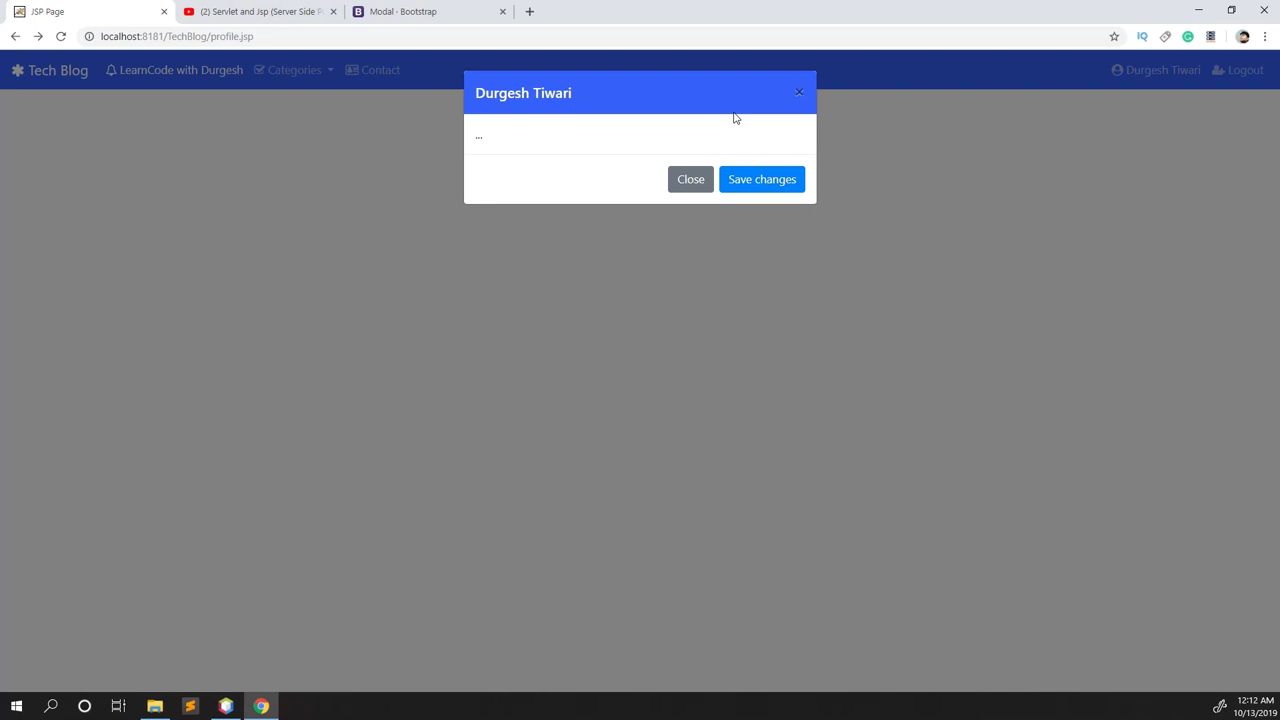 JSP Page
(2) Servlet and Jsp (Server Side P
Modal · Bootstrap
localhost:8181/TechBlog/profile.jsp
IQ
Tech Blog
LearnCode with Durgesh
Categories
Contact
Durgesh Tiwari
Logout
Durgesh Tiwari
×
...
Close
Save changes
12:12 AM
10/13/2019